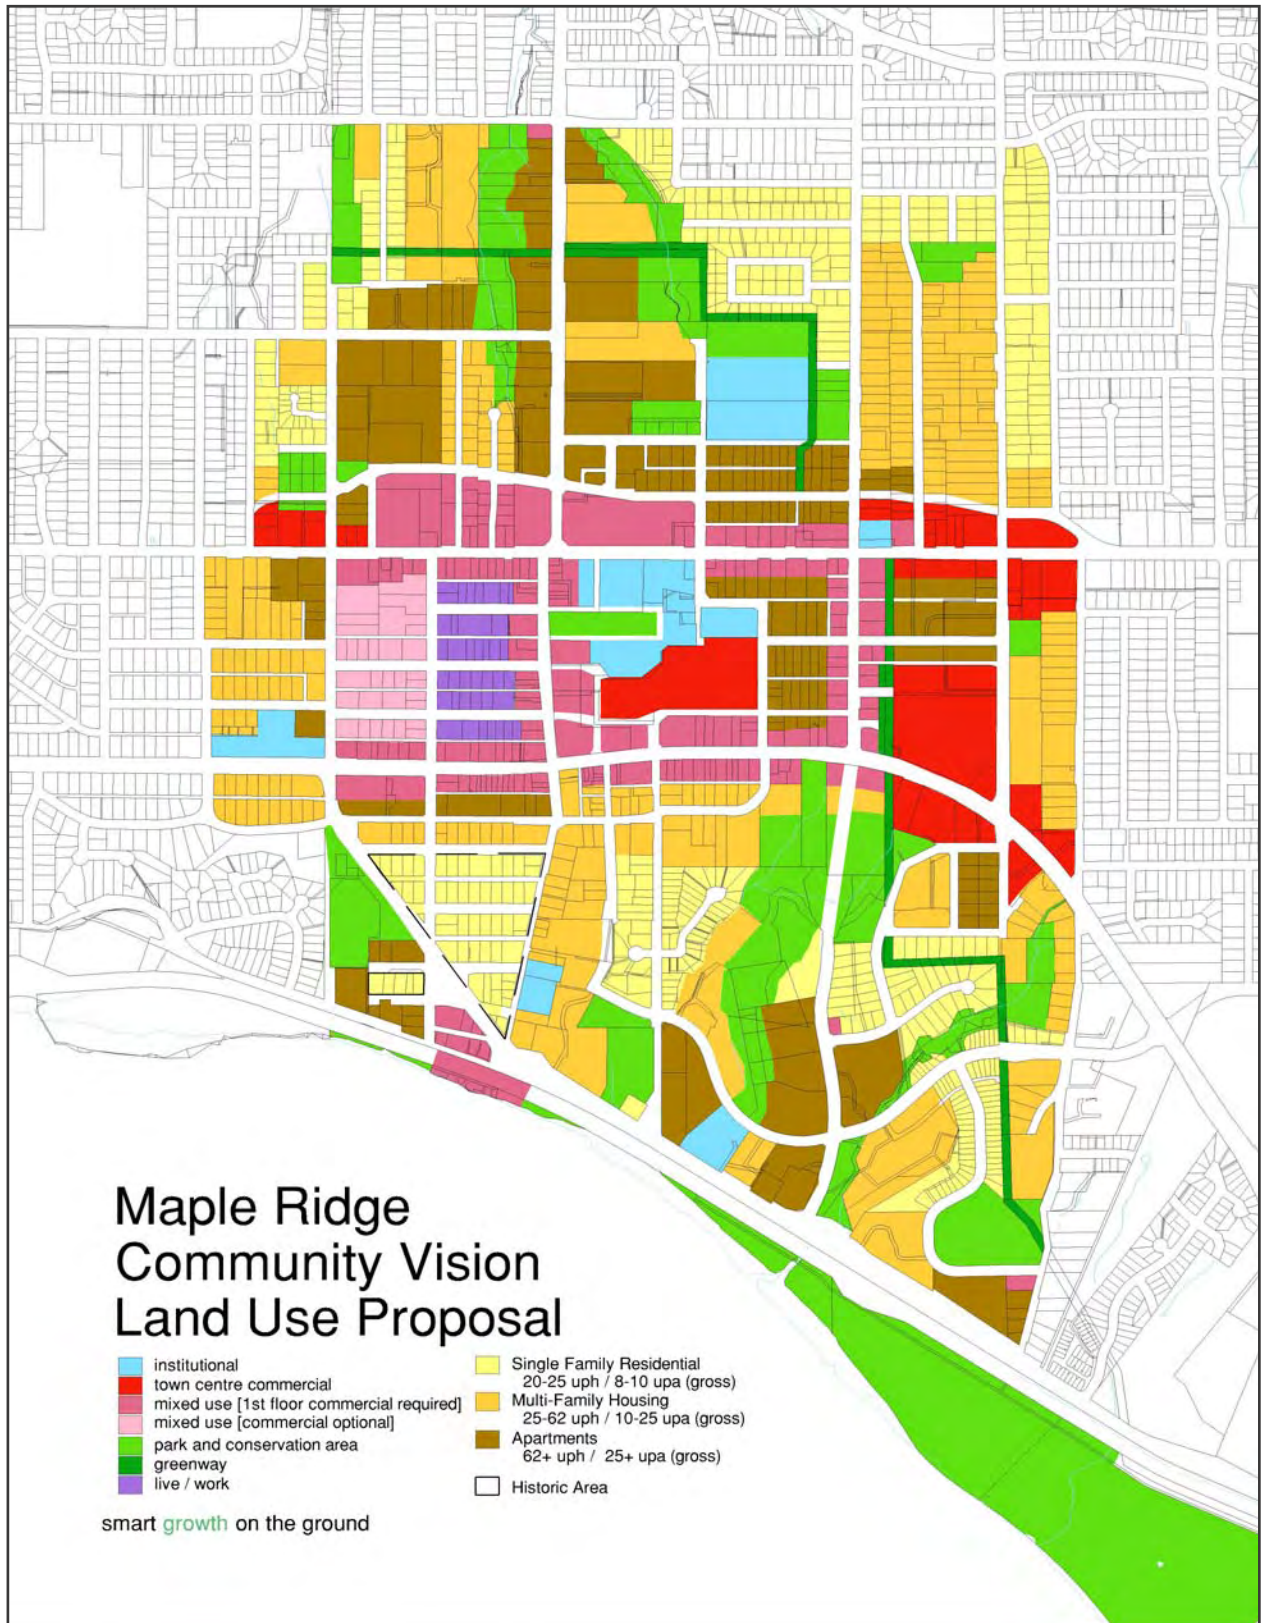 Maple Ridge
Community Vision
Land Use Proposal
institutional
town centre commercial
mixed use [1st floor commercial required]
mixed use [commercial optional]
park and conservation area
greenway
live / work
Single Family Residential
20-25 uph / 8-10 upa (gross)
Multi-Family Housing
25-62 uph / 10-25 upa (gross)
Apartments
62+ uph / 25+ upa (gross)
Historic Area
smart growth on the ground